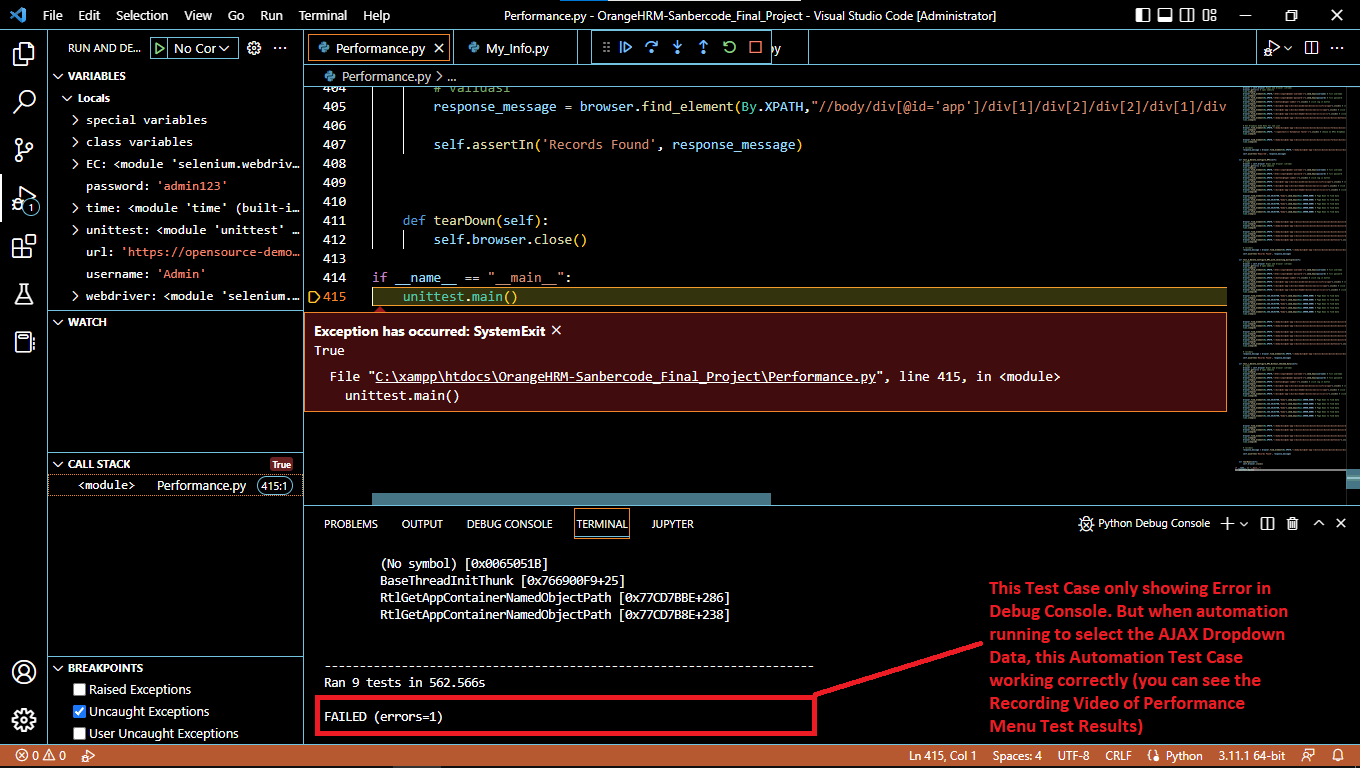 File Edit Selection View Go Run Terminal Help
Performance.py - OrangeHRM-Sanbercode_Final_Project - Visual Studio Code [Administrator]
RUN AND DE... No Cor
VARIABLES
Locals
special variables
class variables
EC: <module 'selenium.webdriv...
password: 'admin123'
time: <module 'time' (built-i...
unittest: <module 'unittest' ...
url: 'https://opensource-demo...
username: 'Admin'
webdriver: <module 'selenium....
WATCH
CALL STACK True
<module> Performance.py 415:1
BREAKPOINTS
Raised Exceptions
Uncaught Exceptions
User Uncaught Exceptions
1
Performance.py My_Info.py py
Performance.py > ...
404 # validasi
405 response_message = browser.find_element(By.XPATH,"//body/div[@id='app']/div[1]/div[2]/div[2]/div[1]/div
406
407 self.assertIn('Records Found', response_message)
408
409
410
411 def tearDown(self):
412 self.browser.close()
413
414 if __name__ == "__main__":
415 unittest.main()
Exception has occurred: SystemExit
True
File "C:\xampp\htdocs\OrangeHRM-Sanbercode_Final_Project\Performance.py", line 415, in <module>
unittest.main()
PROBLEMS OUTPUT DEBUG CONSOLE TERMINAL JUPYTER
Python Debug Console
(No symbol) [0x0065051B]
BaseThreadInitThunk [0x766900F9+25]
RtlGetAppContainerNamedObjectPath [0x77CD7BBE+286]
RtlGetAppContainerNamedObjectPath [0x77CD7B8E+238]
----------------------------------------------------------------------
Ran 9 tests in 562.566s
FAILED (errors=1)
This Test Case only showing Error in
Debug Console. But when automation
running to select the AJAX Dropdown
Data, this Automation Test Case
working correctly (you can see the
Recording Video of Performance
Menu Test Results)
0 0
Ln 415, Col 1 Spaces: 4 UTF-8 CRLF Python 3.11.1 64-bit